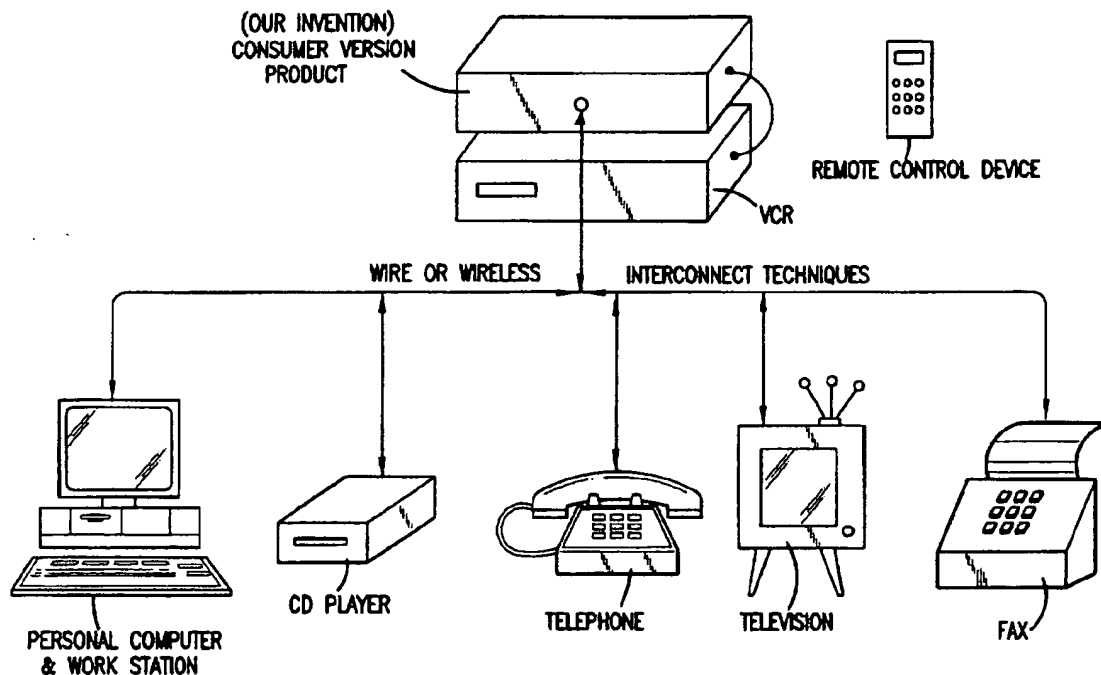 (OUR INVENTION)
CONSUMER VERSION
PRODUCT
REMOTE CONTROL DEVICE
VCR
WIRE OR WIRELESS
INTERCONNECT TECHNIQUES
CD PLAYER
TELEPHONE
TELEVISION
FAX
PERSONAL COMPUTER
& WORK STATION